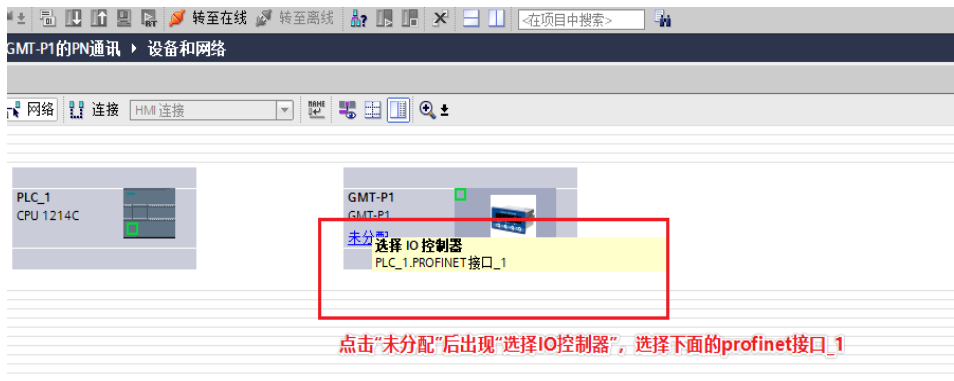 转至在线 转至离线 <在项目中搜索>
GMT-P1的PN通讯 设备和网络
网络 连接 HMI 连接
PLC_1
CPU 1214C
GMT-P1
GMT-P1
未分配
选择 IO 控制器
PLC_1.PROFINET接口_1
点击“未分配”后出现“选择IO控制器”，选择下面的profinet接口_1